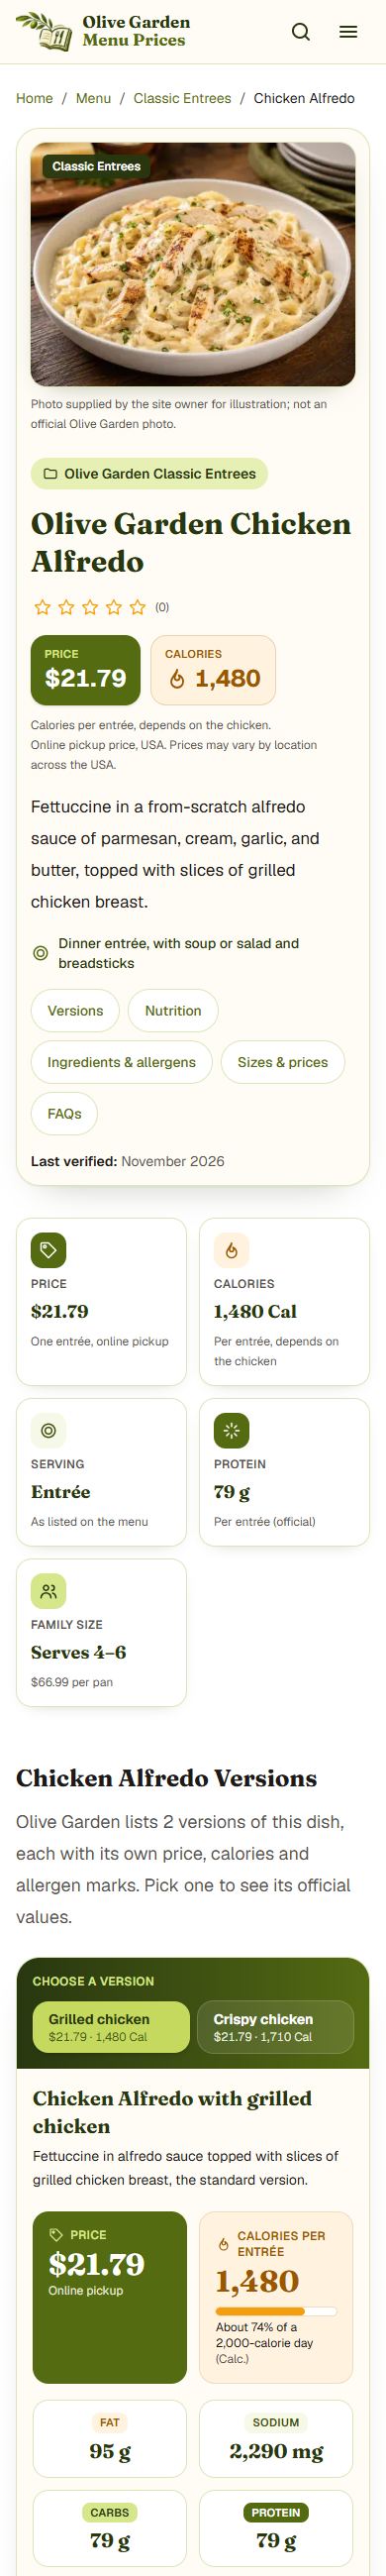 Olive Garden
Menu Prices
Home / Menu / Classic Entrees / Chicken Alfredo
Classic Entrees
Photo supplied by the site owner for illustration; not an
official Olive Garden photo.
Olive Garden Classic Entrees
Olive Garden Chicken
Alfredo
(0)
PRICE
$21.79
CALORIES
1,480
Calories per entrée, depends on the chicken.
Online pickup price, USA. Prices may vary by location
across the USA.
Fettuccine in a from-scratch alfredo
sauce of parmesan, cream, garlic, and
butter, topped with slices of grilled
chicken breast.
Dinner entrée, with soup or salad and
breadsticks
Versions
Nutrition
Ingredients & allergens
Sizes & prices
FAQs
Last verified: November 2026
PRICE
$21.79
One entrée, online pickup
CALORIES
1,480 Cal
Per entrée, depends on
the chicken
SERVING
Entrée
As listed on the menu
PROTEIN
79 g
Per entrée (official)
FAMILY SIZE
Serves 4–6
$66.99 per pan
Chicken Alfredo Versions
Olive Garden lists 2 versions of this dish,
each with its own price, calories and
allergen marks. Pick one to see its official
values.
CHOOSE A VERSION
Grilled chicken
$21.79 · 1,480 Cal
Crispy chicken
$21.79 · 1,710 Cal
Chicken Alfredo with grilled
chicken
Fettuccine in alfredo sauce topped with slices of
grilled chicken breast, the standard version.
PRICE
$21.79
Online pickup
CALORIES PER
ENTRÉE
1,480
About 74% of a
2,000-calorie day
(Calc.)
FAT
95 g
SODIUM
2,290 mg
CARBS
79 g
PROTEIN
79 g